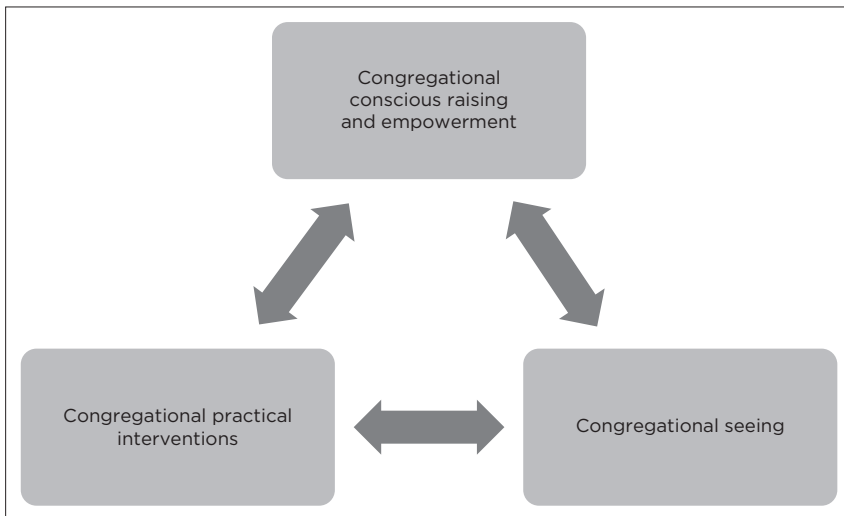 Congregational
conscious raising
and empowerment
Congregational practical
interventions
Congregational seeing